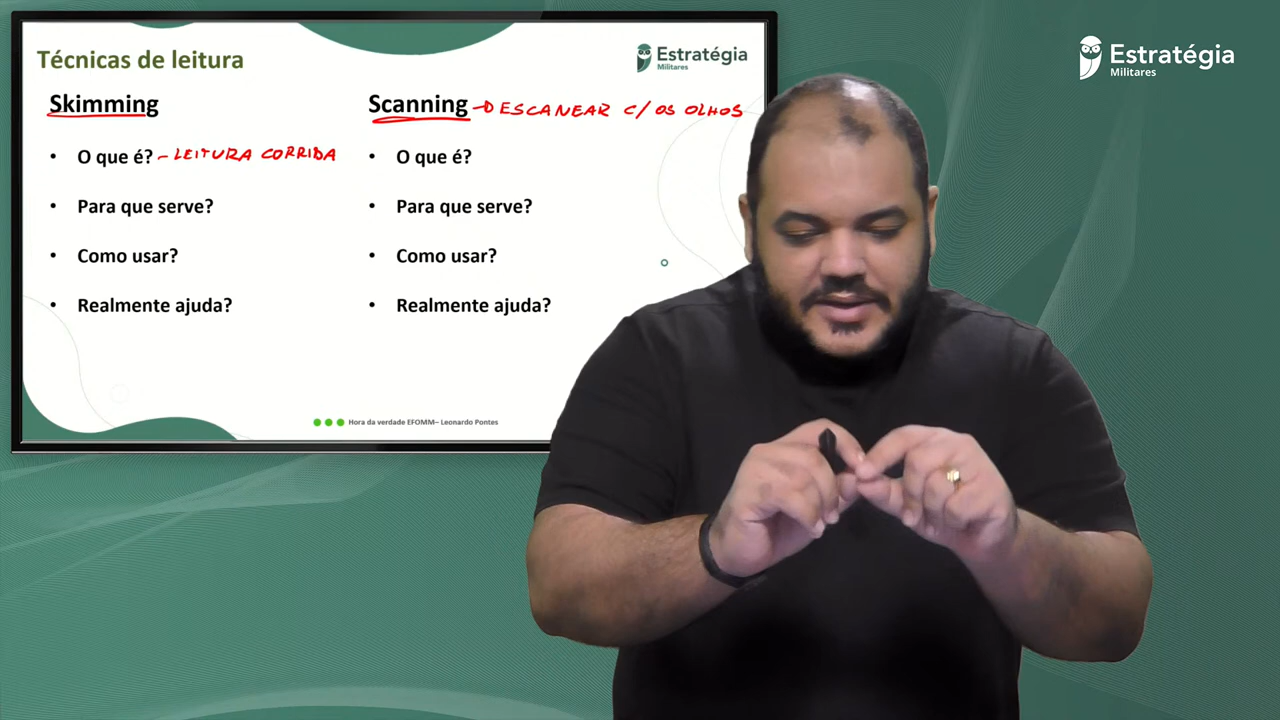 Técnicas de leitura
Estratégia
Militares
Skimming
• O que é? - LEITURA CORRIDA
• Para que serve?
• Como usar?
• Realmente ajuda?
Scanning → ESCANEAR C/ OS OLHOS
• O que é?
• Para que serve?
• Como usar?
• Realmente ajuda?
Hora da verdade EFOMM– Leonardo Pontes
Estratégia
Militares